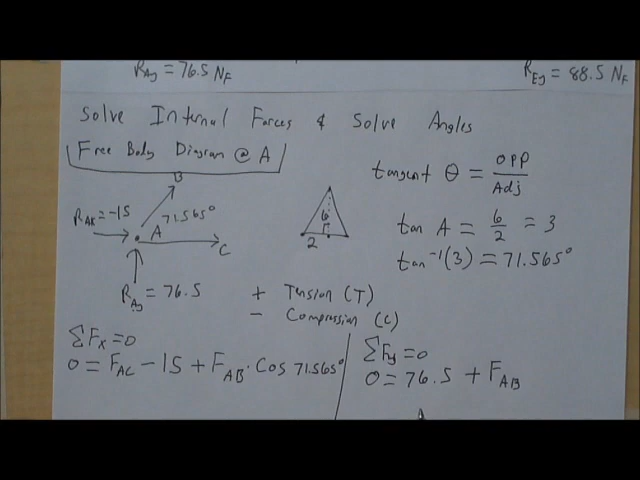 R_Ay = 76.5 N_F
R_Ey = 88.5 N_F
Solve Internal Forces & Solve Angles
Free Body Diagram @ A
tangent θ = OPP/Adj
B
R_AX = -15
71.565°
A
C
6
2
tan A = 6/2 = 3
tan⁻¹(3) = 71.565°
R_Ay = 76.5
+ Tension (T)
- Compression (C)
ΣF_x = 0
0 = F_AC - 15 + F_AB · Cos 71.565°
ΣF_y = 0
0 = 76.5 + F_AB